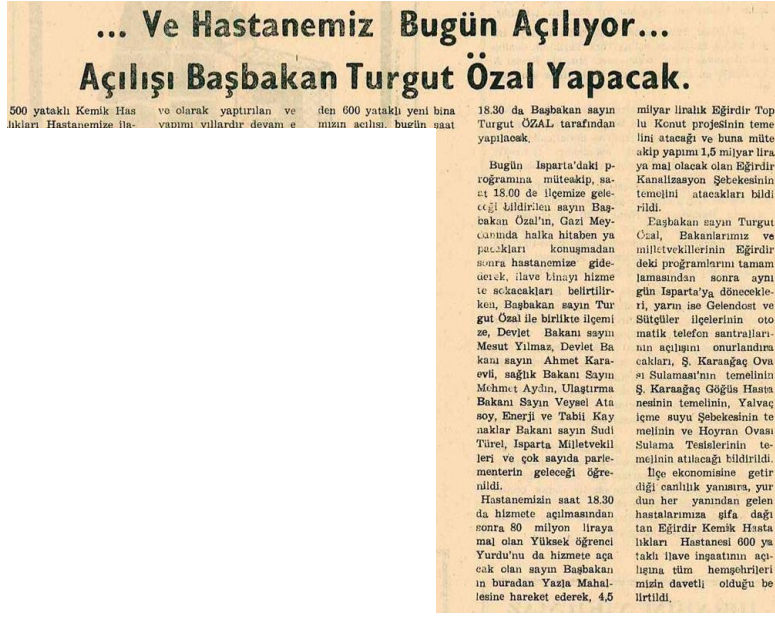 ... Ve Hastanemiz Bugün Açılıyor...
Açılışı Başbakan Turgut Özal Yapacak.
500 yataklı Kemik Has
lıkları Hastanemize ila-
ve olarak yaptırılan ve
yapımı yıllardır devam e
den 600 yataklı yeni bina
mızın açılışı, bugün saat
18.30 da Başbakan sayın
Turgut ÖZAL tarafından
yapılacak.
Bugün Isparta'daki p-
roğramına müteakip, sa-
at 18.00 de ilçemize gele-
ceği bildirilen sayın Baş-
bakan Özal'ın, Gazi Mey-
danında halka hitaben ya
pacakları konuşmadan
sonra hastanemize gide-
derek, ilave binayı hizme
te sokacakları belirtilir-
ken, Başbakan sayın Tur
gut Özal ile birlikte ilçemi
ze, Devlet Bakanı sayın
Mesut Yılmaz, Devlet Ba
kanı sayın Ahmet Kara-
evli, sağlık Bakanı Sayın
Mehmet Aydın, Ulaştırma
Bakanı Sayın Veysel Ata
soy, Enerji ve Tabii Kay
naklar Bakanı sayın Sudi
Türel, Isparta Milletvekil
leri ve çok sayıda parle-
menterin geleceği öğre-
nildi.
Hastanemizin saat 18.30
da hizmete açılmasından
sonra 80 milyon liraya
mal olan Yüksek öğrenci
Yurdu'nu da hizmete aça
cak olan sayın Başbakan
ın buradan Yazla Mahal-
lesine hareket ederek, 4,5
milyar liralık Eğirdir Top
lu Konut projesinin teme
lini atacağı ve buna müte
akip yapımı 1,5 milyar lira
ya mal olacak olan Eğirdir
Kanalizasyon Şebekesinin
temelini atacakları bildi
rildi.
Başbakan sayın Turgut
Özal, Bakanlarımız ve
milletvekillerinin Eğirdir
deki proğramlarını tamam
lamasından sonra aynı
gün Isparta'ya dönecekle-
ri, yarın ise Gelendost ve
Sütçüler ilçelerinin oto
matik telefon santralları-
nın açılışını onurlandıra
cakları, Ş. Karaağaç Ova
sı Sulaması'nın temelinin
Ş. Karaağaç Göğüs Hasta
nesinin temelinin, Yalvaç
içme suyu Şebekesinin te
melinin ve Hoyran Ovası
Sulama Tesislerinin te-
melinin atılacağı bildirildi.
İlçe ekonomisine getir
diği canlılık yanısıra, yur
dun her yanından gelen
hastalarımıza şifa dağı
tan Eğirdir Kemik Hasta
lıkları Hastanesi 600 ya
taklı ilave inşaatının açı-
lışına tüm hemşehrileri
mizin davetli olduğu be
lirtildi.